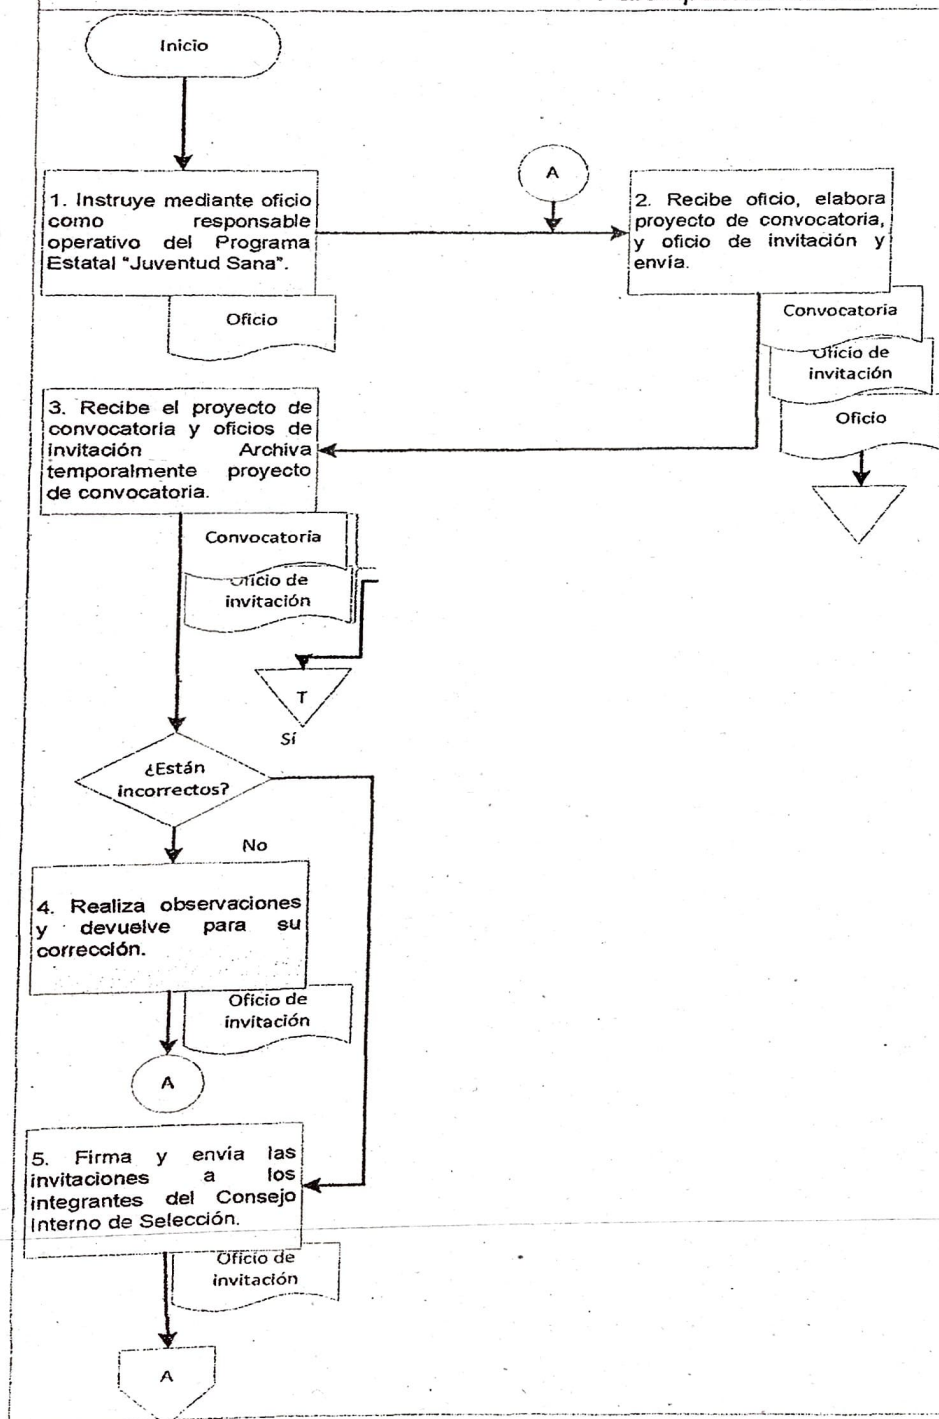 Inicio
A
1. Instruye mediante oficio
como responsable
operativo del Programa
Estatal "Juventud Sana".
2. Recibe oficio, elabora
proyecto de convocatoria,
y oficio de invitación y
envía.
Oficio
Convocatoria
Oficio de
invitación
Oficio
3. Recibe el proyecto de
convocatoria y oficios de
invitación Archiva
temporalmente proyecto
de convocatoria.
Convocatoria
Oficio de
invitación
T
Sí
¿Están
incorrectos?
No
4. Realiza observaciones
y devuelve para su
corrección.
Oficio de
invitación
A
5. Firma y envía las
invitaciones a los
integrantes del Consejo
Interno de Selección.
Oficio de
invitación
A